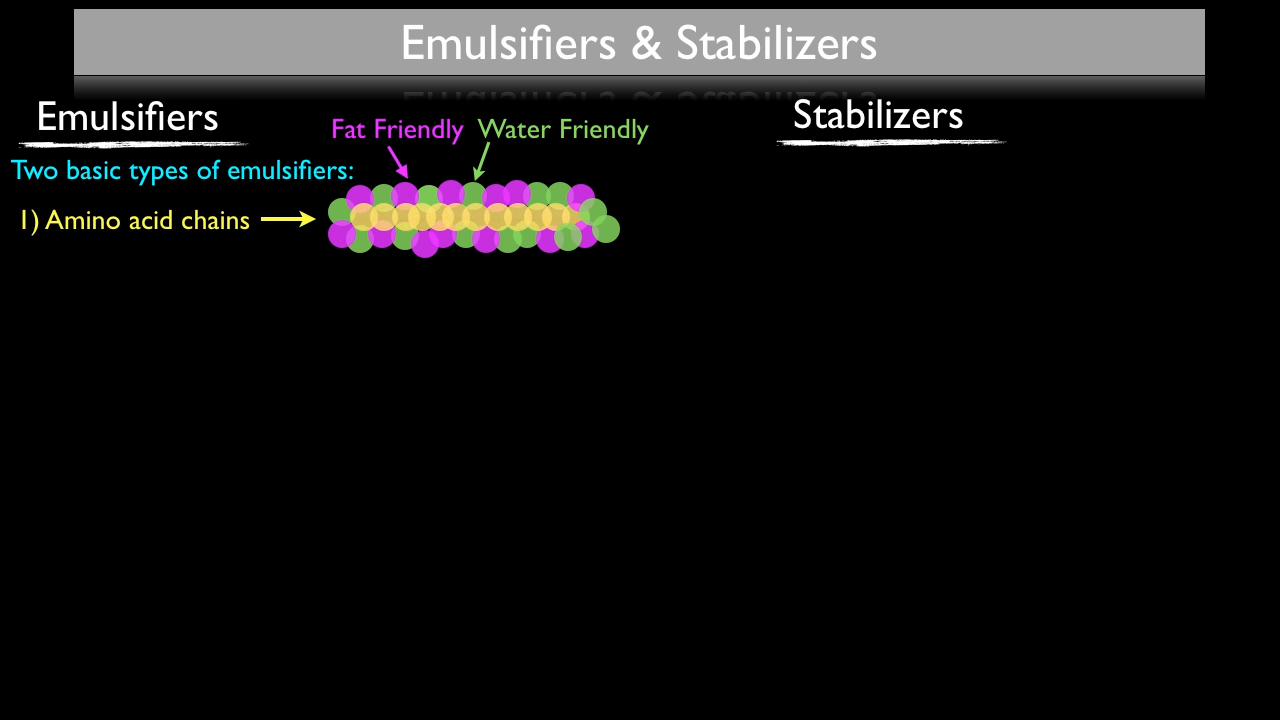 Emulsifiers & Stabilizers
Emulsifiers
Stabilizers
Fat Friendly
Water Friendly
Two basic types of emulsifiers:
1) Amino acid chains